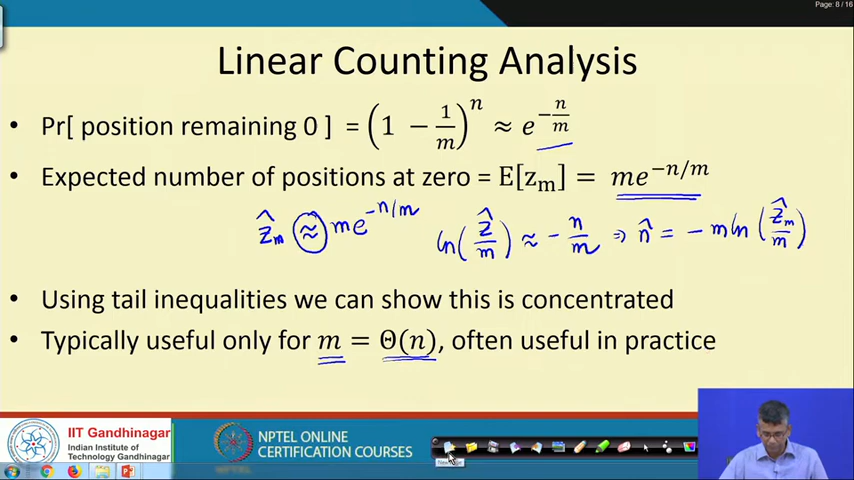 Page: 8 / 16
Linear Counting Analysis
• Pr[ position remaining 0 ] = (1 − 1/m)^n ≈ e^{−n/m}
• Expected number of positions at zero = E[z_m] = me^{−n/m}
ẑ_m ≈ me^{−n/m} ln(ẑ/m) ≈ −n/m ⇒ n̂ = −m ln(ẑ_m/m)
• Using tail inequalities we can show this is concentrated
• Typically useful only for m = Θ(n), often useful in practice
IIT Gandhinagar
Indian Institute of
Technology Gandhinagar
NPTEL ONLINE
CERTIFICATION COURSES